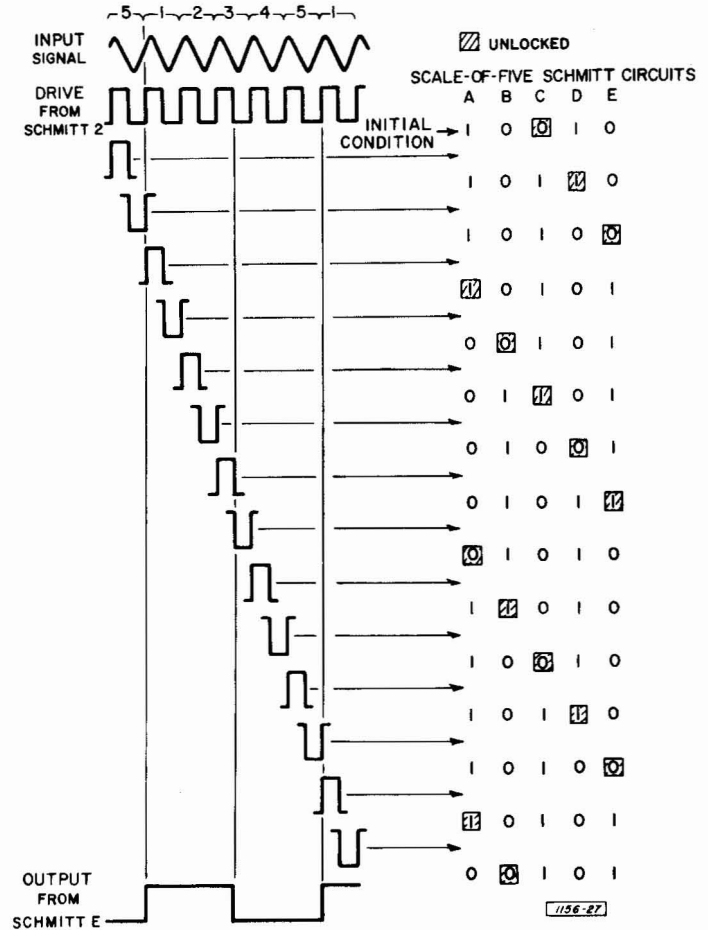 5 1 2 3 4 5 1
INPUT SIGNAL
UNLOCKED
SCALE-OF-FIVE SCHMITT CIRCUITS
A B C D E
DRIVE FROM SCHMITT 2
INITIAL CONDITION
1 0 0 1 0
1 0 1 1 0
1 0 1 0 0
1 0 1 0 1
0 0 1 0 1
0 1 1 0 1
0 1 0 0 1
0 1 0 1 1
0 1 0 1 0
1 1 0 1 0
1 0 0 1 0
1 0 1 1 0
1 0 1 0 0
1 0 1 0 1
0 0 1 0 1
OUTPUT FROM SCHMITT E
1156-27